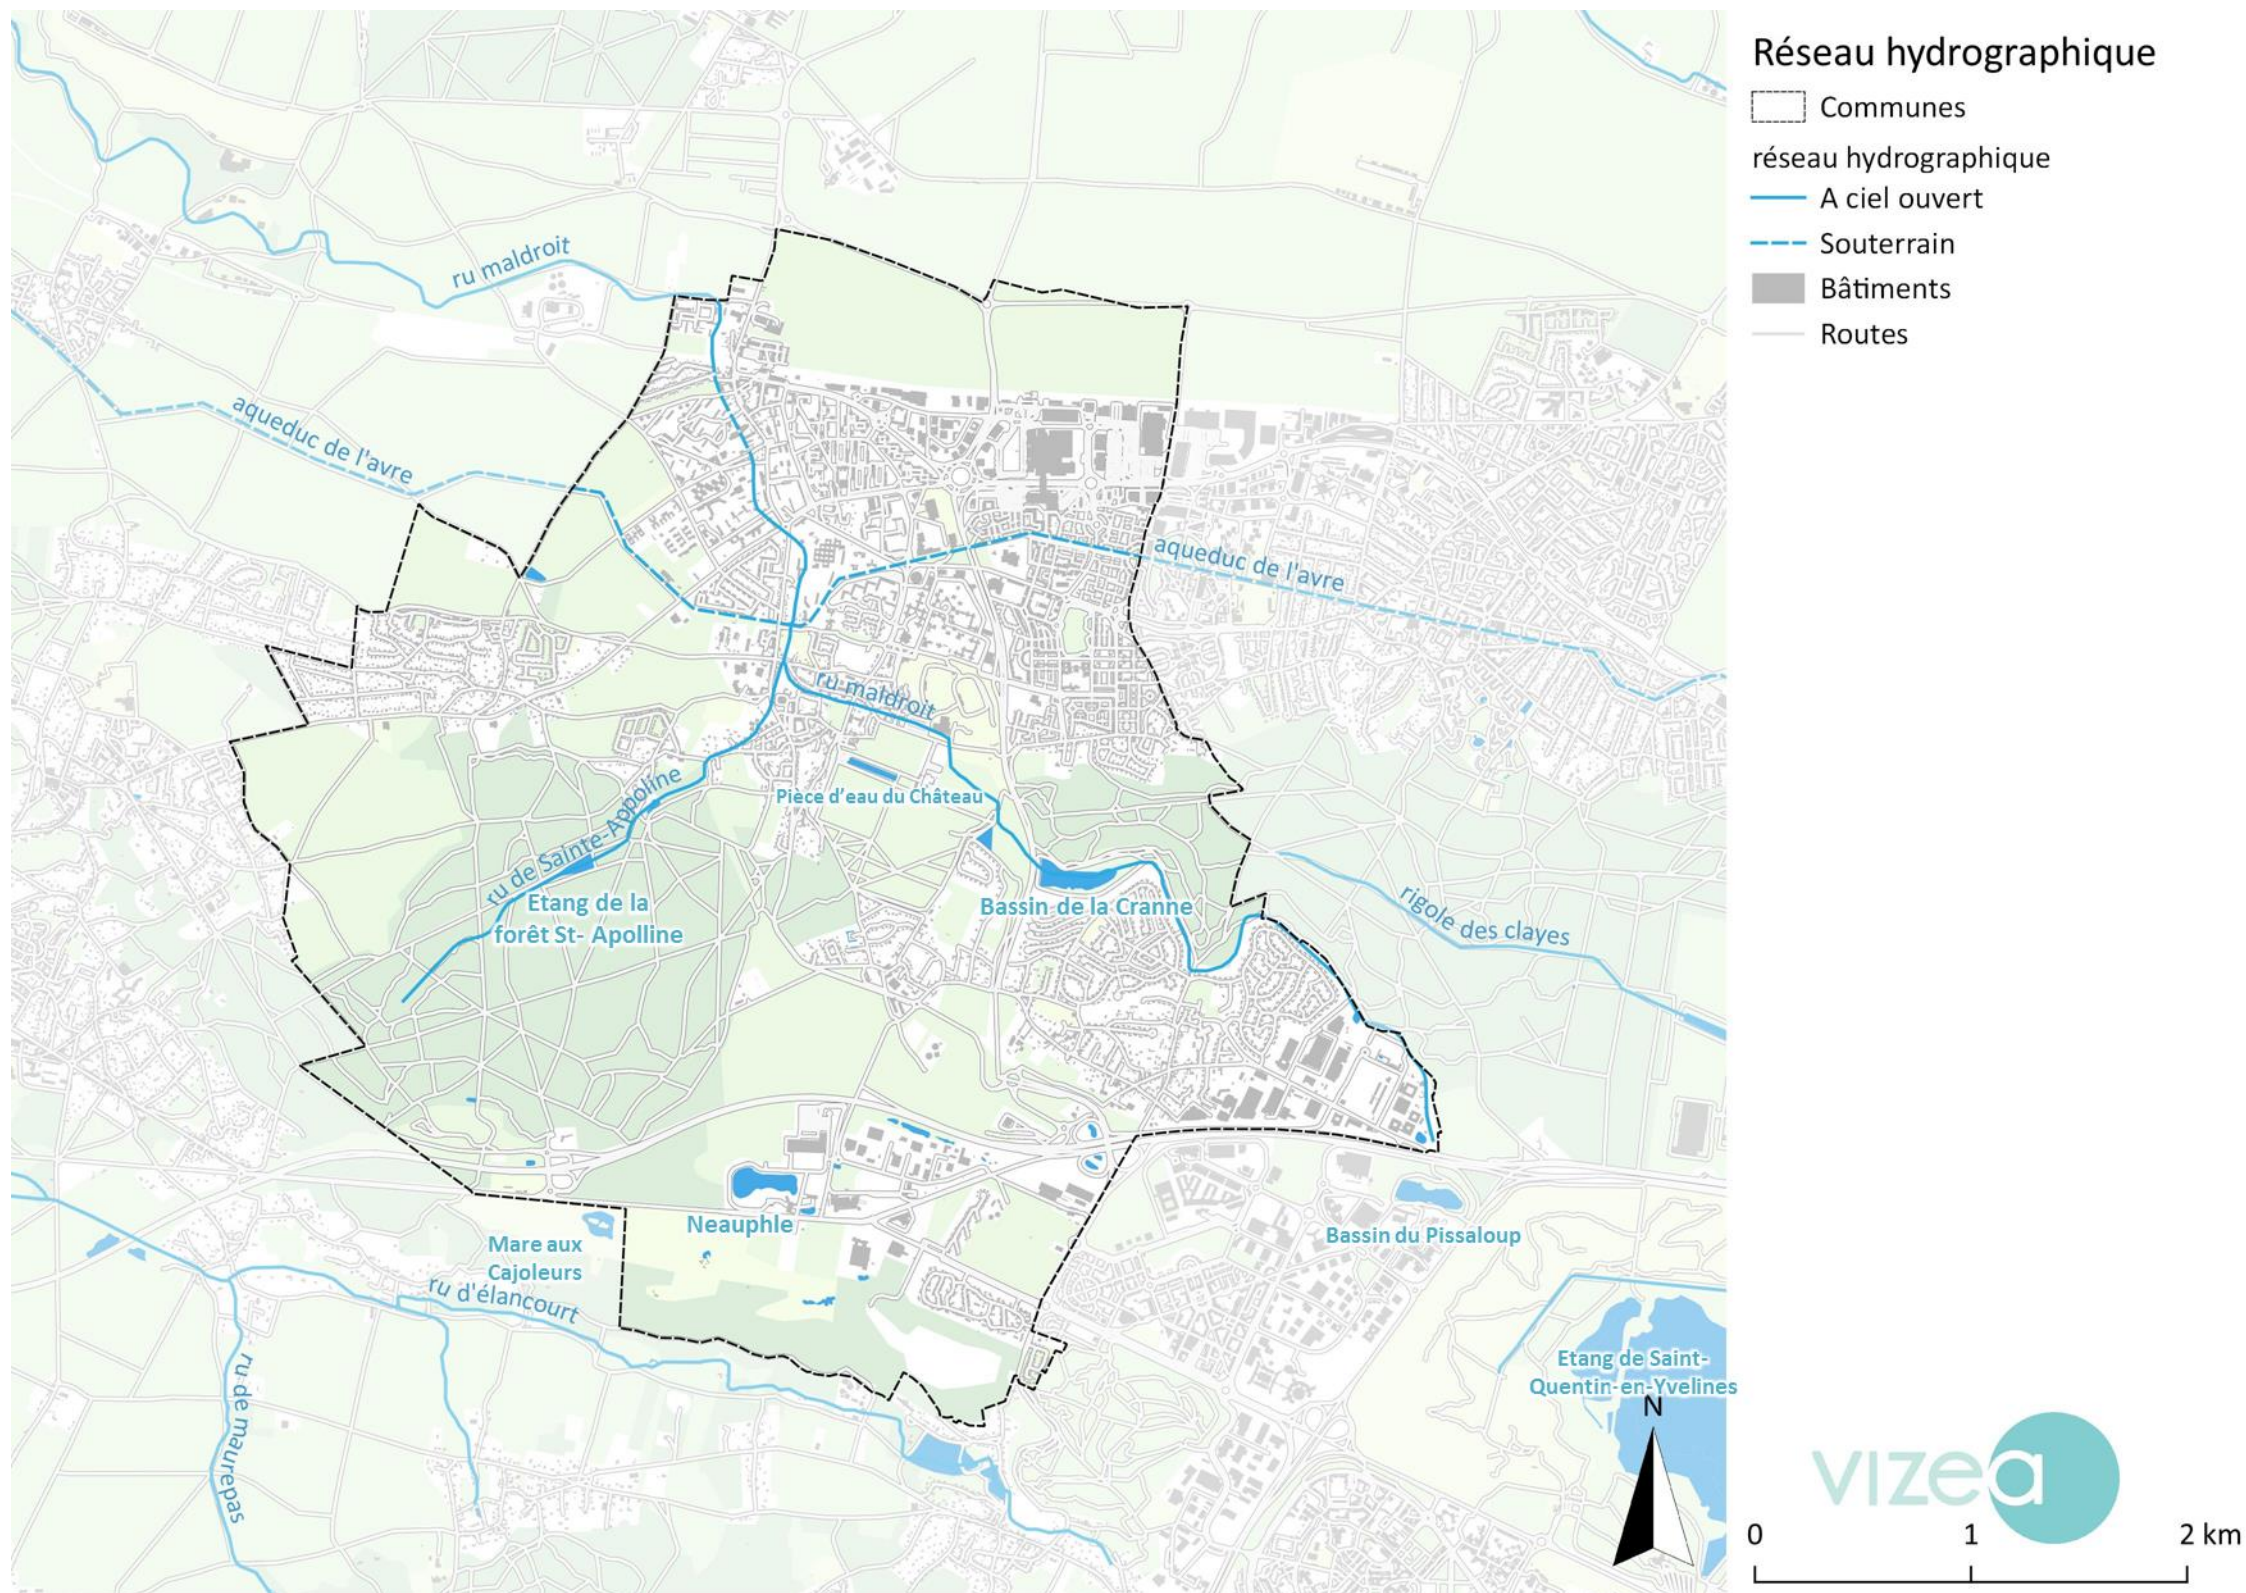 Réseau hydrographique
Communes
réseau hydrographique
A ciel ouvert
Souterrain
Bâtiments
Routes
ru maldroit
aqueduc de l'avre
aqueduc de l'avre
ru maldroit
ru de Sainte-Appoline
Pièce d'eau du Château
Etang de la
forêt St- Apolline
Bassin de la Cranne
rigole des clayes
Neauphle
Mare aux
Cajoleurs
ru d'élancourt
Bassin du Pissaloup
ru de maurepas
Etang de Saint-
Quentin-en-Yvelines
N
vizea
0 1 2 km